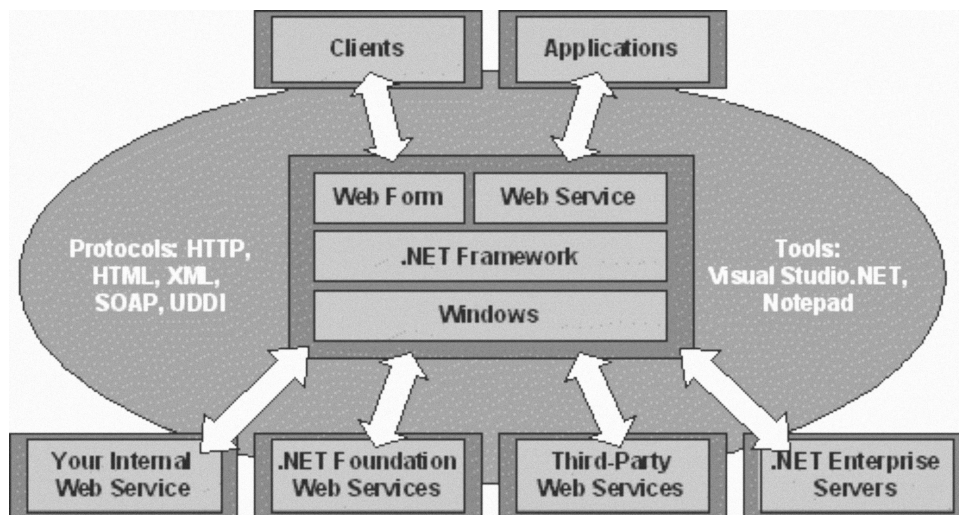 Clients
Applications
Web Form
Web Service
.NET Framework
Windows
Protocols: HTTP,
HTML, XML,
SOAP, UDDI
Tools:
Visual Studio.NET,
Notepad
Your Internal
Web Service
.NET Foundation
Web Services
Third-Party
Web Services
.NET Enterprise
Servers